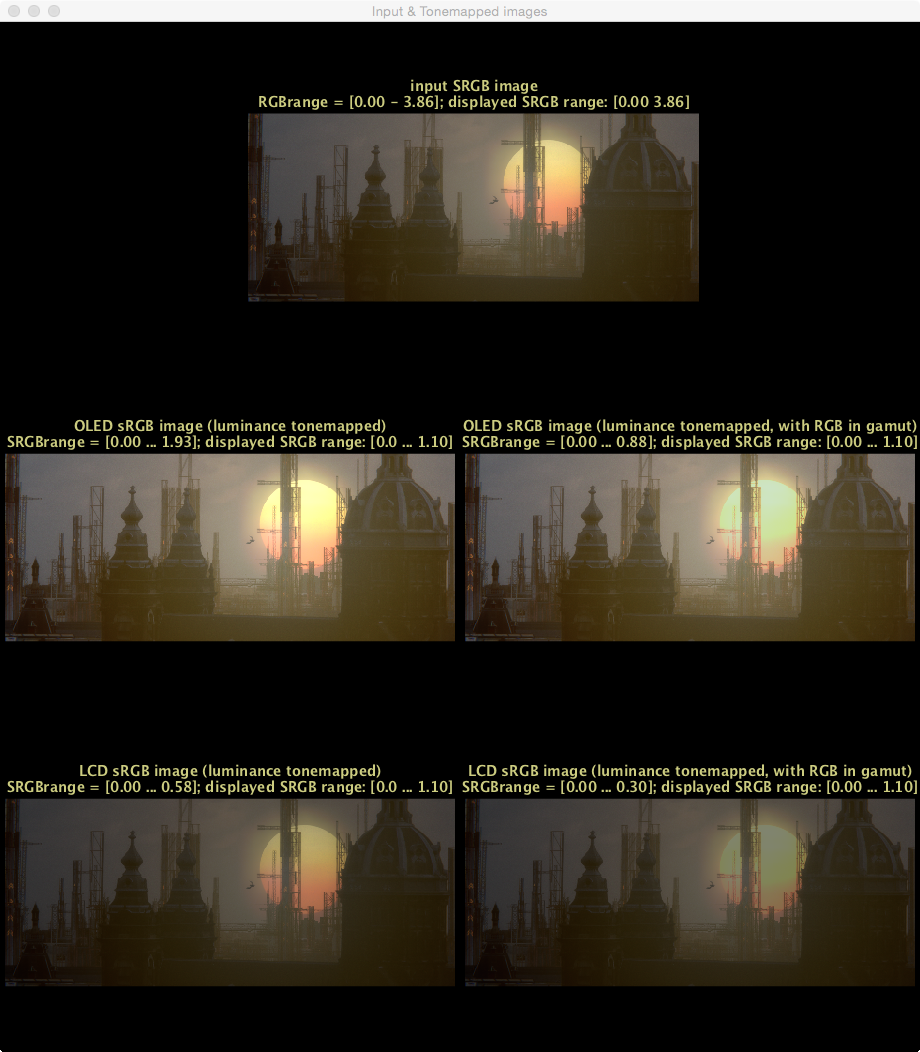 Input & Tonemapped images
input SRGB image
RGBrange = [0.00 - 3.86]; displayed SRGB range: [0.00 3.86]
OLED sRGB image (luminance tonemapped)
SRGBrange = [0.00 ... 1.93]; displayed SRGB range: [0.0 ... 1.10]
OLED sRGB image (luminance tonemapped, with RGB in gamut)
SRGBrange = [0.00 ... 0.88]; displayed SRGB range: [0.00 ... 1.10]
LCD sRGB image (luminance tonemapped)
SRGBrange = [0.00 ... 0.58]; displayed SRGB range: [0.0 ... 1.10]
LCD sRGB image (luminance tonemapped, with RGB in gamut)
SRGBrange = [0.00 ... 0.30]; displayed SRGB range: [0.00 ... 1.10]